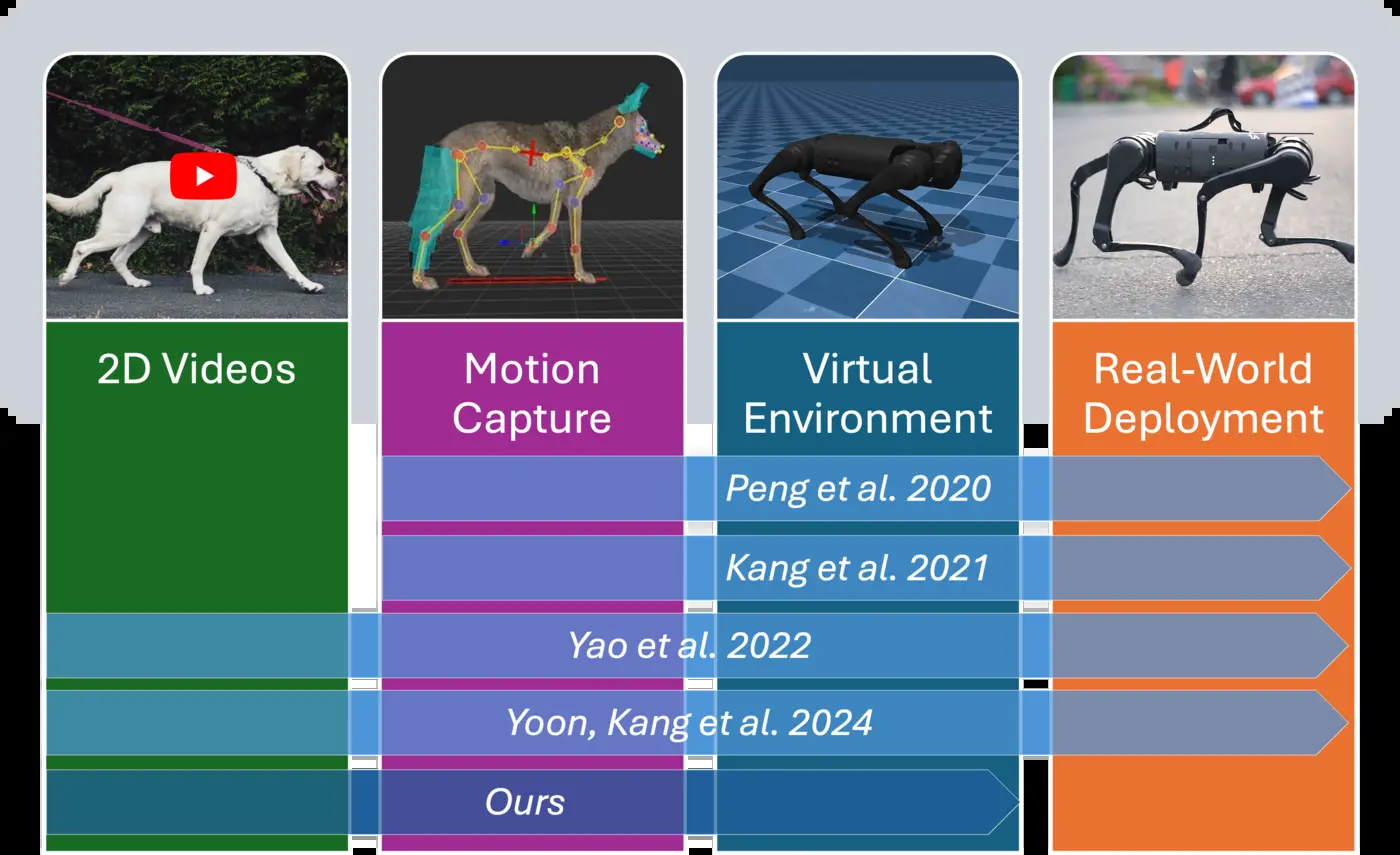 2D Videos
Motion
Capture
Virtual
Environment
Real-World
Deployment
Peng et al. 2020
Kang et al. 2021
Yao et al. 2022
Yoon, Kang et al. 2024
Ours